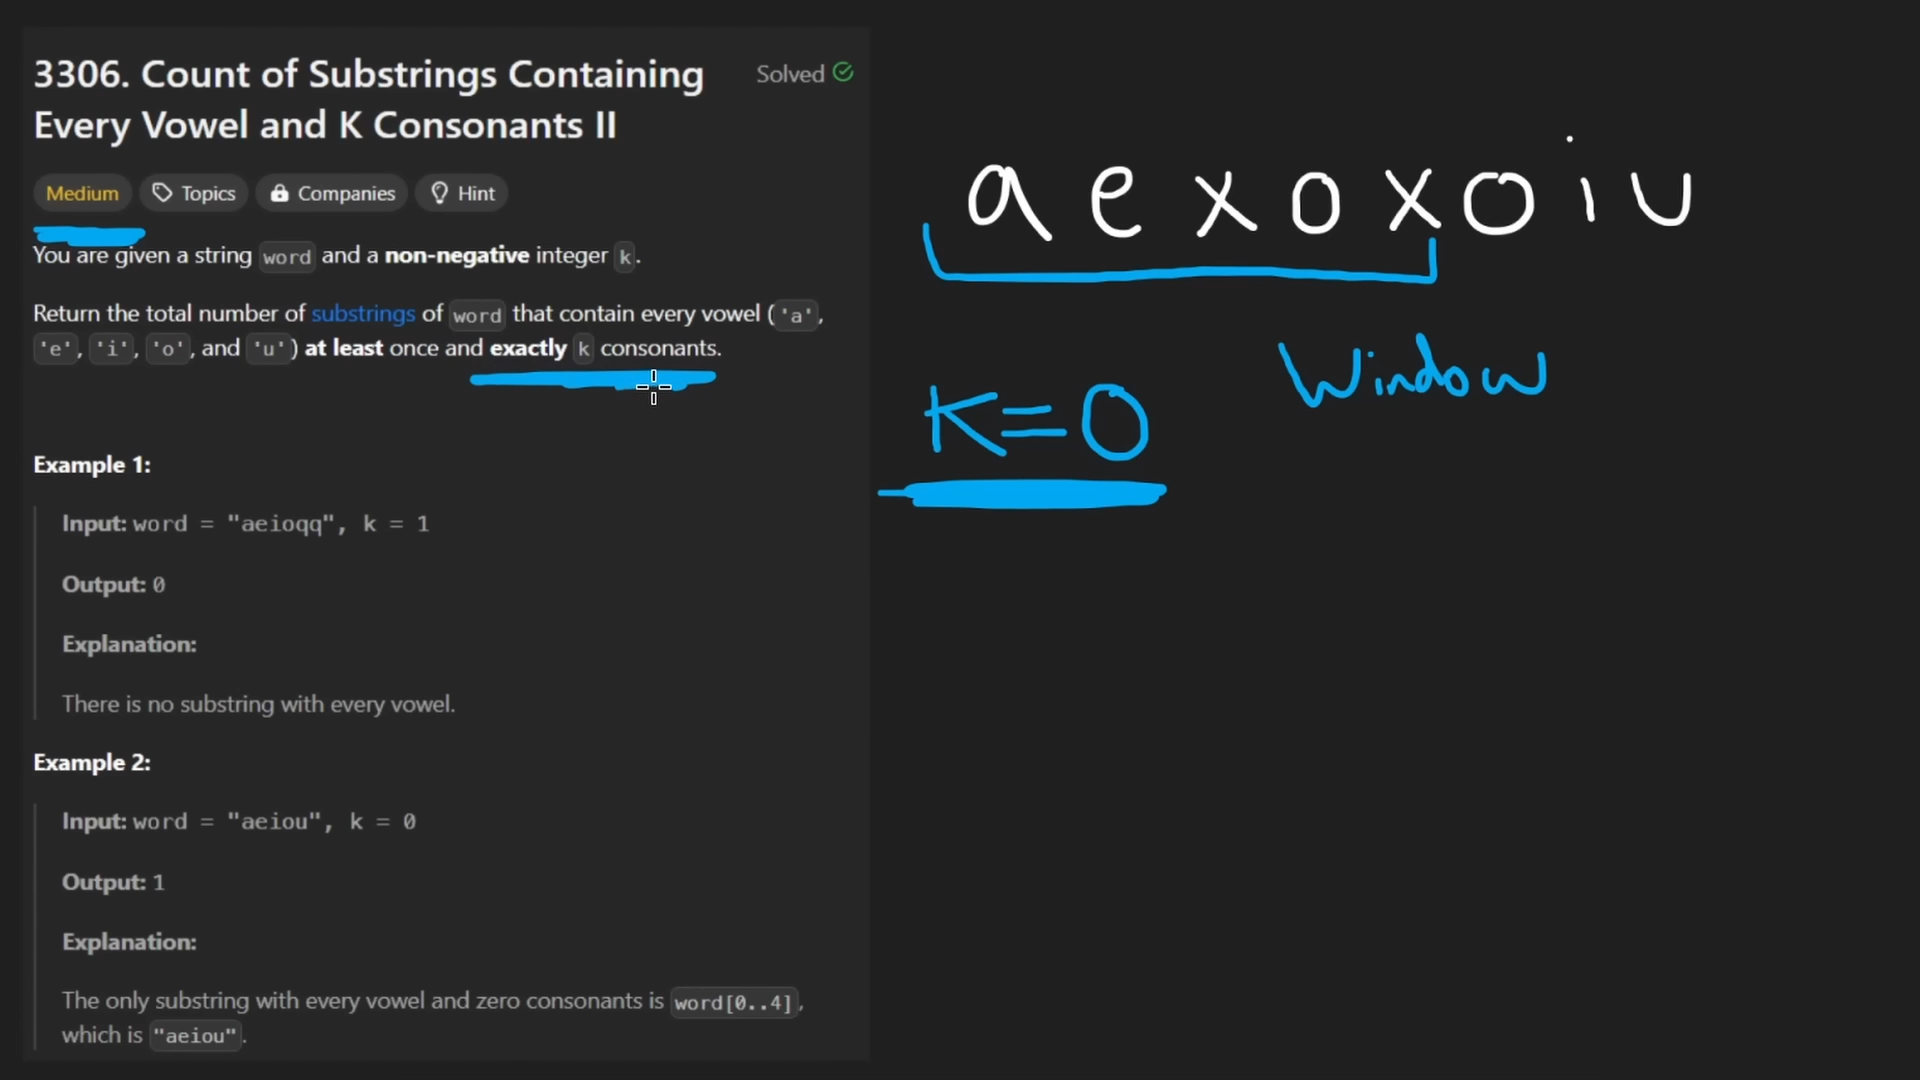 3306. Count of Substrings Containing
Every Vowel and K Consonants II
Solved
Medium
Topics
Companies
Hint
You are given a string word and a non-negative integer k.
Return the total number of substrings of word that contain every vowel ('a',
'e', 'i', 'o', and 'u') at least once and exactly k consonants.
Example 1:
Input: word = "aeioqq", k = 1
Output: 0
Explanation:
There is no substring with every vowel.
Example 2:
Input: word = "aeiou", k = 0
Output: 1
Explanation:
The only substring with every vowel and zero consonants is word[0..4],
which is "aeiou".
a e x o x o i u
Window
K=0